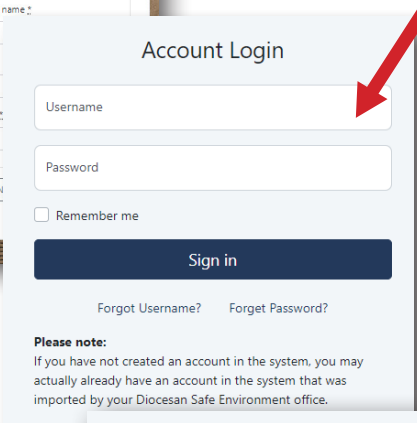 name *
Account Login
Username
Password
Remember me
Sign in
Forgot Username? Forget Password?
Please note:
If you have not created an account in the system, you may
actually already have an account in the system that was
imported by your Diocesan Safe Environment office.